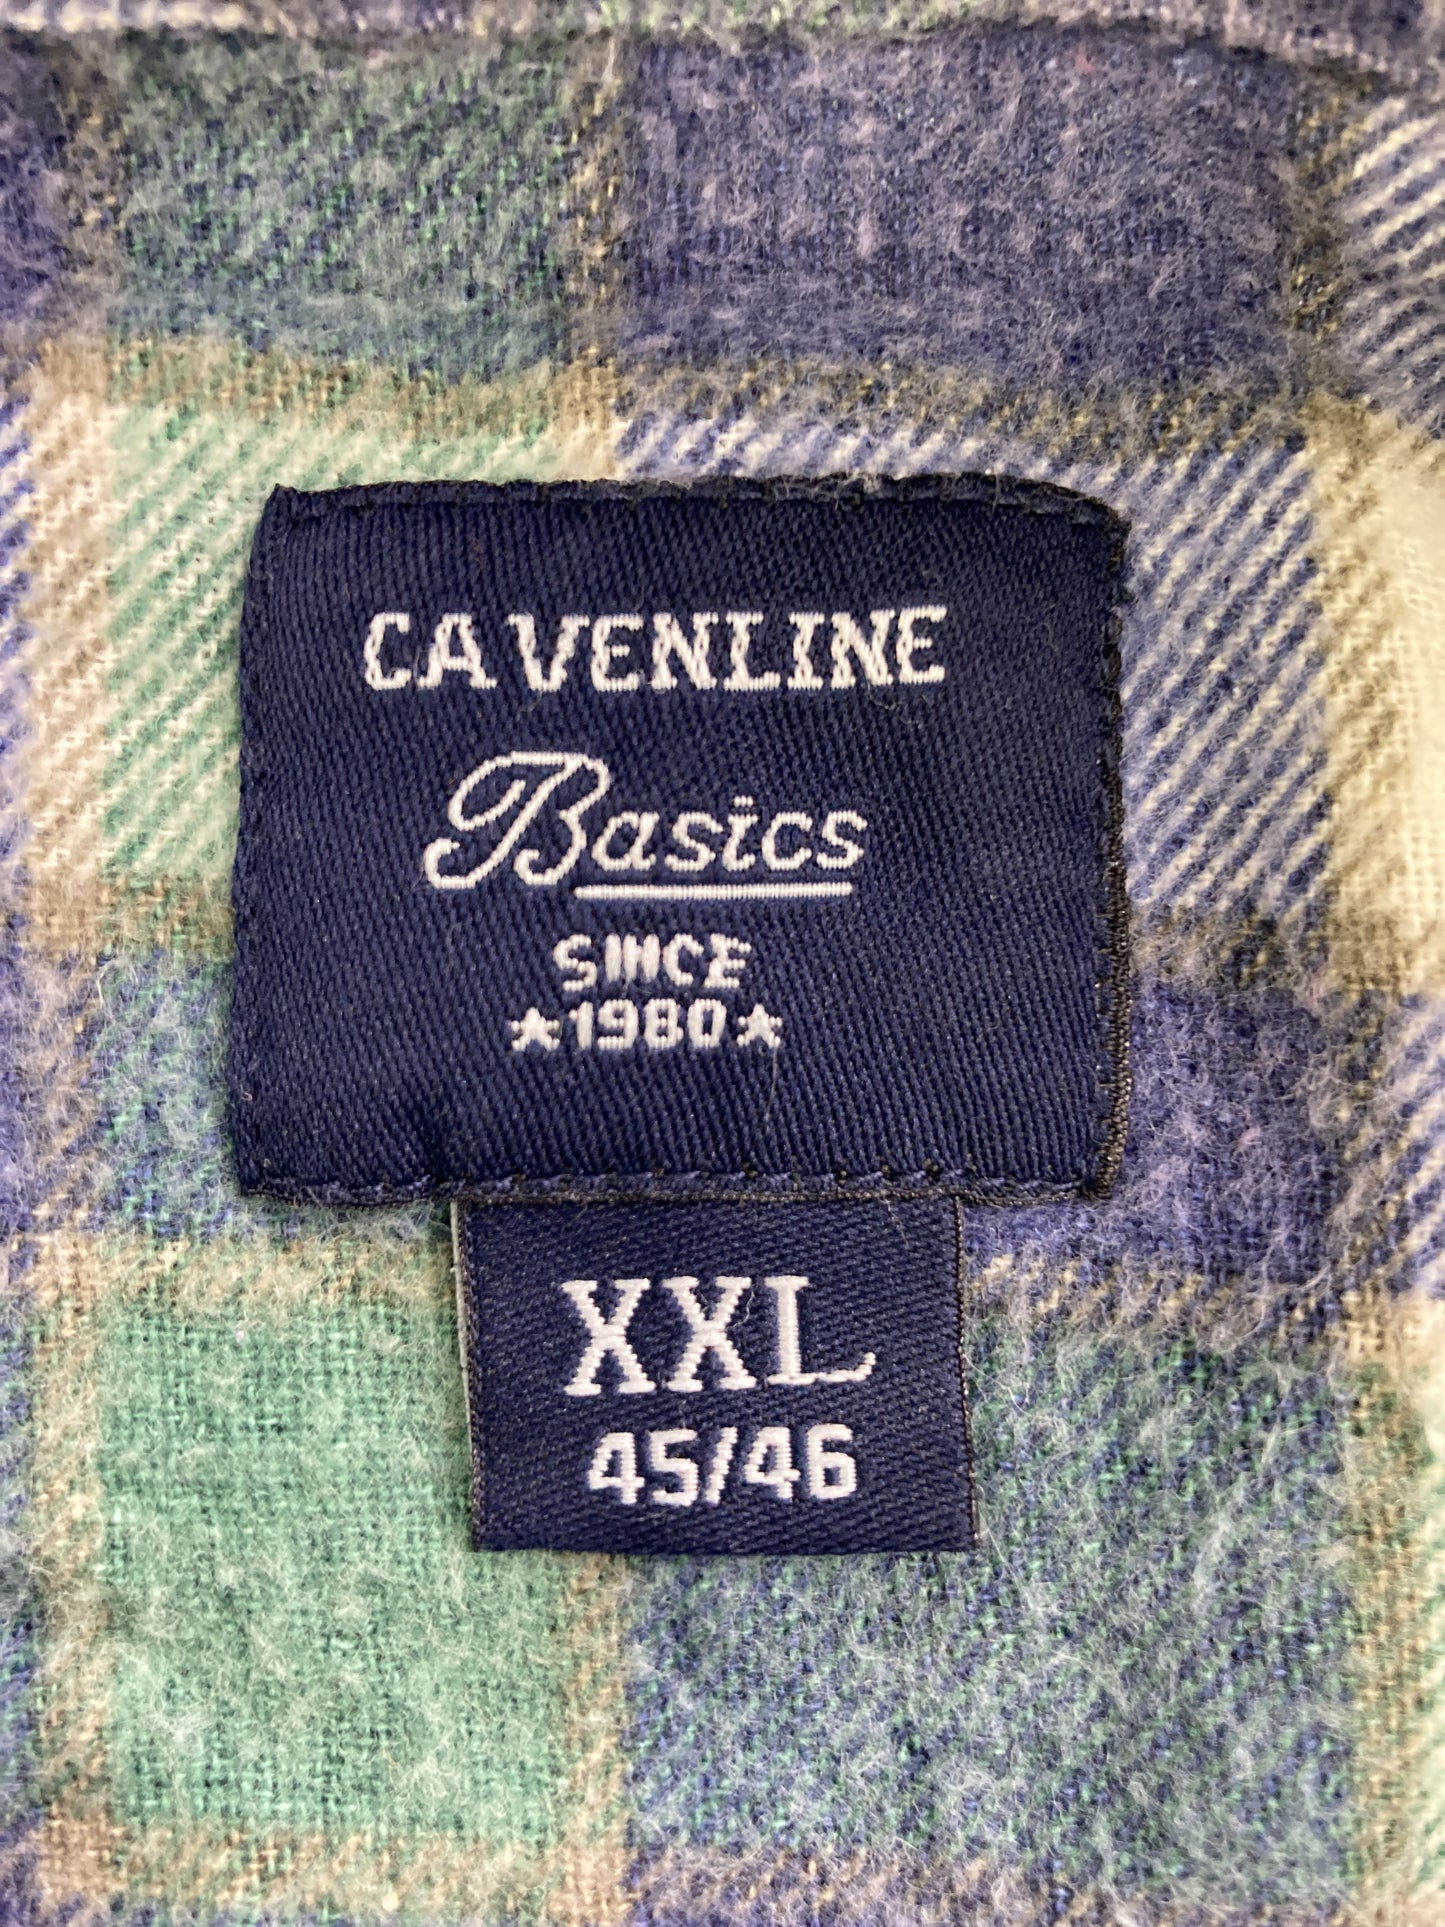 CAVENLINE
Basics
SINCE
★1980★
XXL
45/46